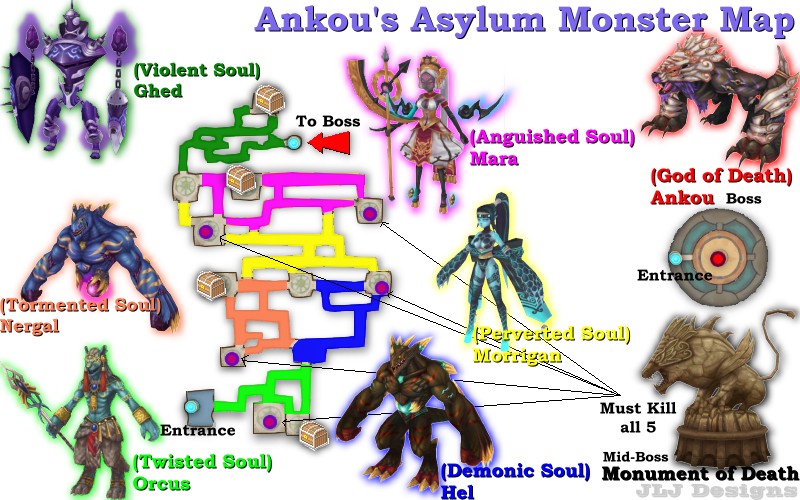 Ankou's Asylum Monster Map
(Violent Soul)
Ghed
To Boss
(Anguished Soul)
Mara
(God of Death)
Ankou Boss
Entrance
(Tormented Soul)
Nergal
(Perverted Soul)
Morrigan
Must Kill
all 5
Mid-Boss
Monument of Death
Entrance
(Twisted Soul)
Orcus
(Demonic Soul)
Hel
JLJ Designs